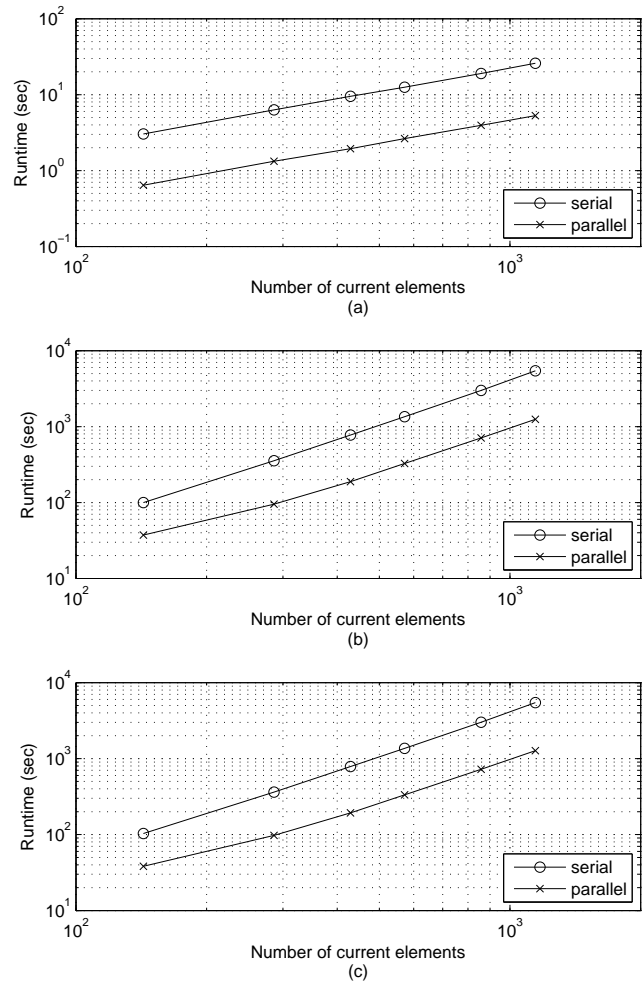 10^2
10^1
10^0
10^−1
Runtime (sec)
serial
parallel
10^2
10^3
Number of current elements
(a)
10^4
10^3
10^2
10^1
Runtime (sec)
serial
parallel
10^2
10^3
Number of current elements
(b)
10^4
10^3
10^2
10^1
Runtime (sec)
serial
parallel
10^2
10^3
Number of current elements
(c)